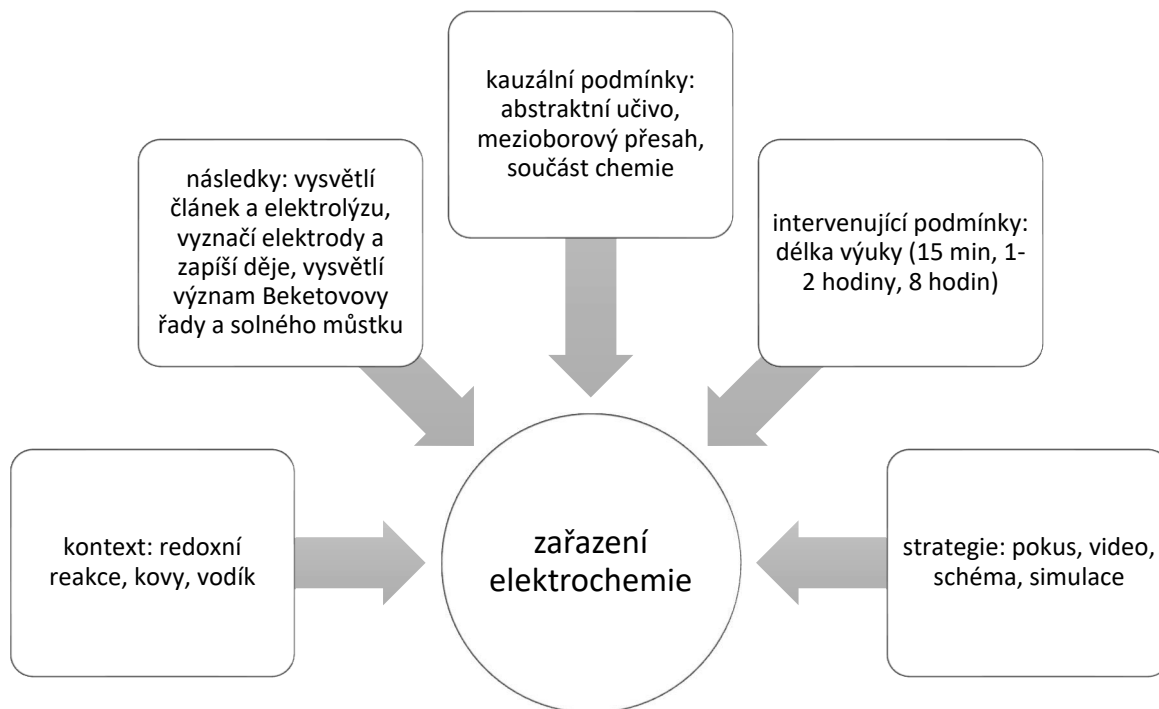 kauzální podmínky:
abstraktní učivo,
mezioborový přesah,
součást chemie
následky: vysvětlí
článek a elektrolýzu,
vyznačí elektrody a
zapíší děje, vysvětlí
význam Beketovovy
řady a solného můstku
intervenující podmínky:
délka výuky (15 min, 1-
2 hodiny, 8 hodin)
kontext: redoxní
reakce, kovy, vodík
zařazení
elektrochemie
strategie: pokus, video,
schéma, simulace